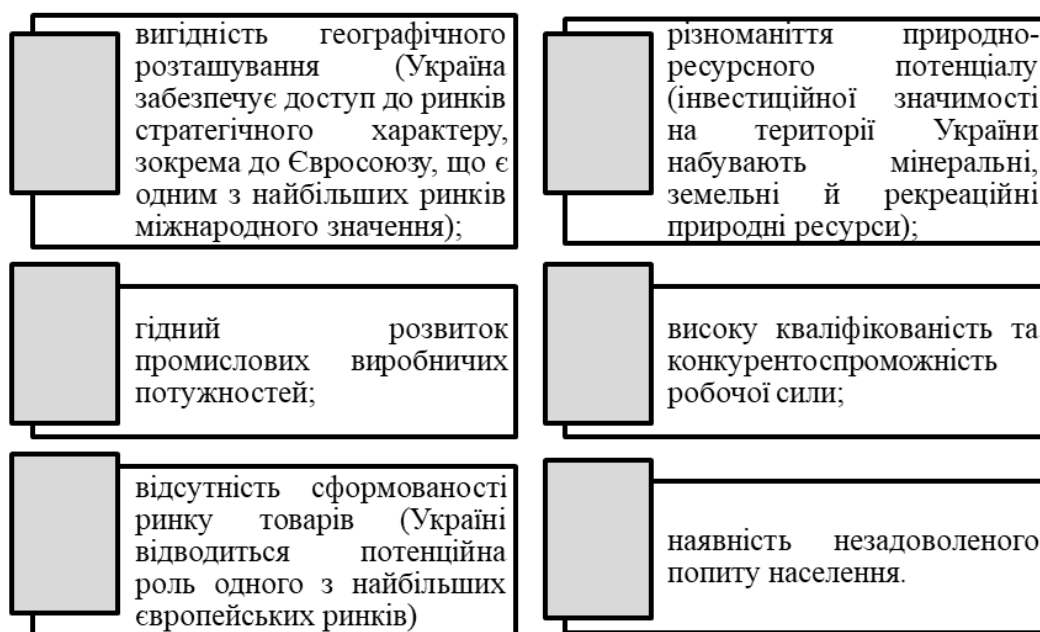 вигідність географічного
розташування (Україна
забезпечує доступ до ринків
стратегічного характеру,
зокрема до Євросоюзу, що є
одним з найбільших ринків
міжнародного значення);
різноманіття природно-
ресурсного потенціалу
(інвестиційної значимості
на території України
набувають мінеральні,
земельні й рекреаційні
природні ресурси);
гідний розвиток
промислових виробничих
потужностей;
високу кваліфікованість та
конкурентоспроможність
робочої сили;
відсутність сформованості
ринку товарів (Україні
відводиться потенційна
роль одного з найбільших
європейських ринків)
наявність незадоволеного
попиту населення.